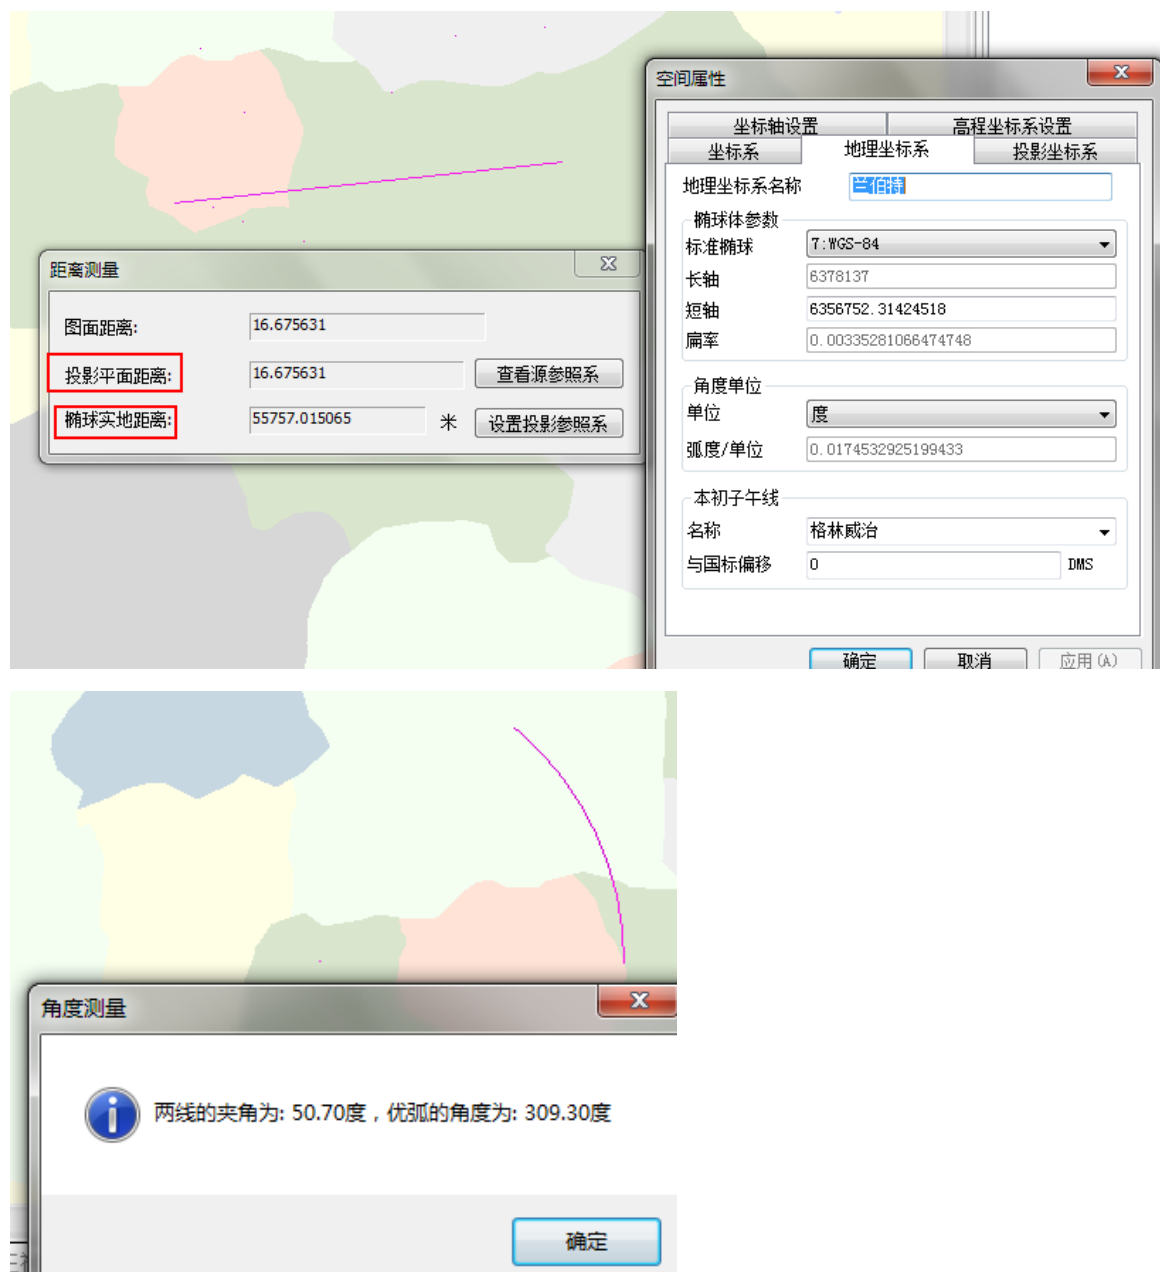 空间属性
坐标轴设置 高程坐标系设置
坐标系 地理坐标系 投影坐标系
地理坐标系名称 兰伯特
椭球体参数
标准椭球 7:WGS-84
长轴 6378137
短轴 6356752.31424518
扁率 0.00335281066474748
角度单位
单位 度
弧度/单位 0.0174532925199433
本初子午线
名称 格林威治
与国标偏移 0 DMS
确定 取消 应用(A)
距离测量
图面距离: 16.675631
投影平面距离: 16.675631 查看源参照系
椭球实地距离: 55757.015065 米 设置投影参照系
角度测量
两线的夹角为: 50.70度，优弧的角度为: 309.30度
确定